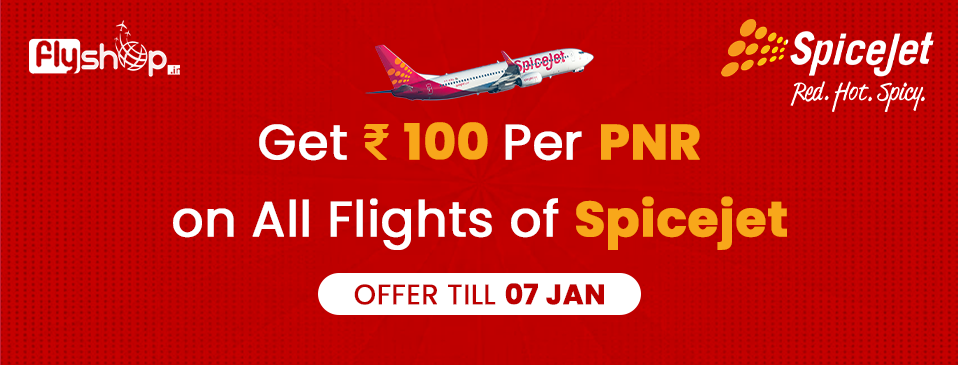 flyshop.in
SpiceJet
Red. Hot. Spicy.
SpiceJet
Get ₹ 100 Per PNR
on All Flights of Spicejet
OFFER TILL 07 JAN